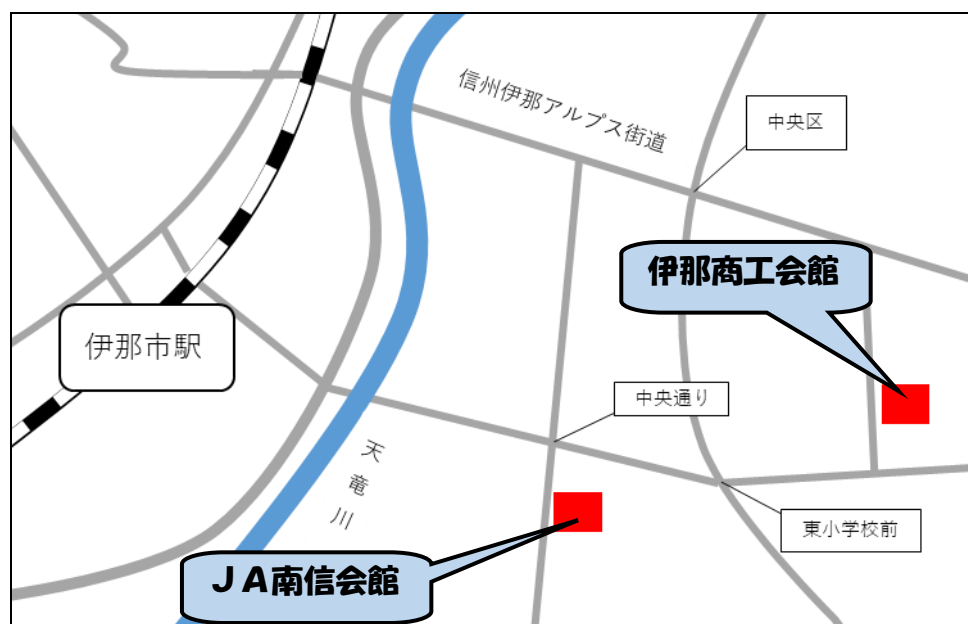 信州伊那アルプス街道
中央区
伊那商工会館
伊那市駅
中央通り
天竜川
東小学校前
ＪＡ南信会館